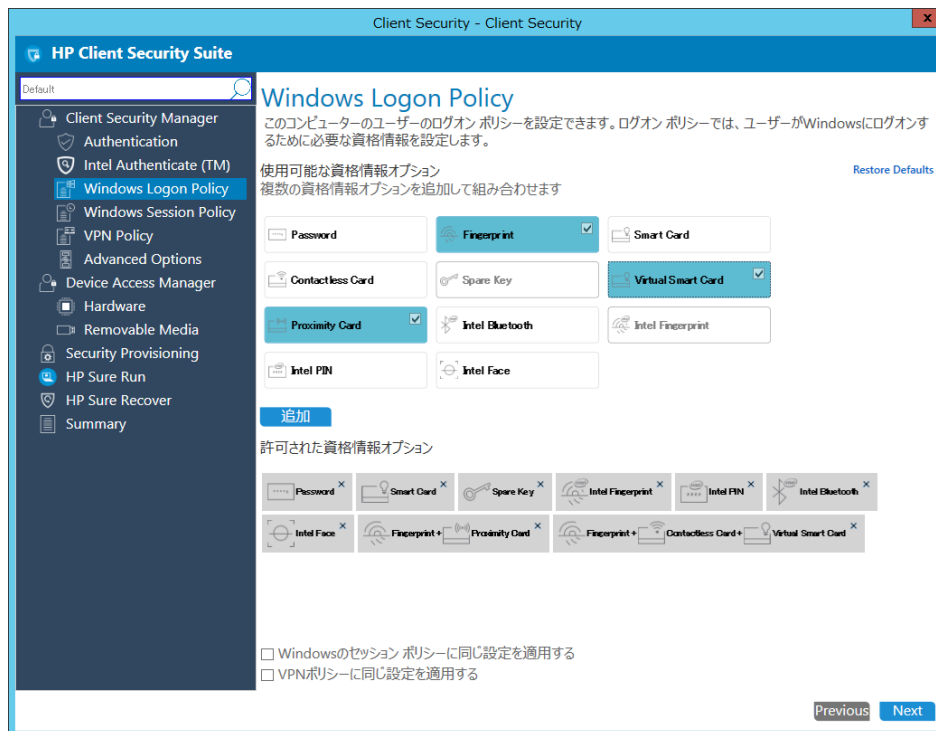 Client Security - Client Security
x
HP Client Security Suite
Default
Client Security Manager
Authentication
Intel Authenticate (TM)
Windows Logon Policy
Windows Session Policy
VPN Policy
Advanced Options
Device Access Manager
Hardware
Removable Media
Security Provisioning
HP Sure Run
HP Sure Recover
Summary
Windows Logon Policy
このコンピューターのユーザーのログオン ポリシーを設定できます。ログオン ポリシーでは、ユーザーがWindowsにログオンす
るために必要な資格情報を設定します。
使用可能な資格情報オプション
Restore Defaults
複数の資格情報オプションを追加して組み合わせます
Password
Fingerprint
Smart Card
Contactless Card
Spare Key
Virtual Smart Card
Proximity Card
Intel Bluetooth
Intel Fingerprint
Intel PIN
Intel Face
追加
許可された資格情報オプション
Password × Smart Card × Spare Key × Intel Fingerprint × Intel PIN × Intel Bluetooth ×
Intel Face × Fingerprint + Proximity Card × Fingerprint + Contactless Card + Virtual Smart Card ×
Windowsのセッション ポリシーに同じ設定を適用する
VPNポリシーに同じ設定を適用する
Previous
Next